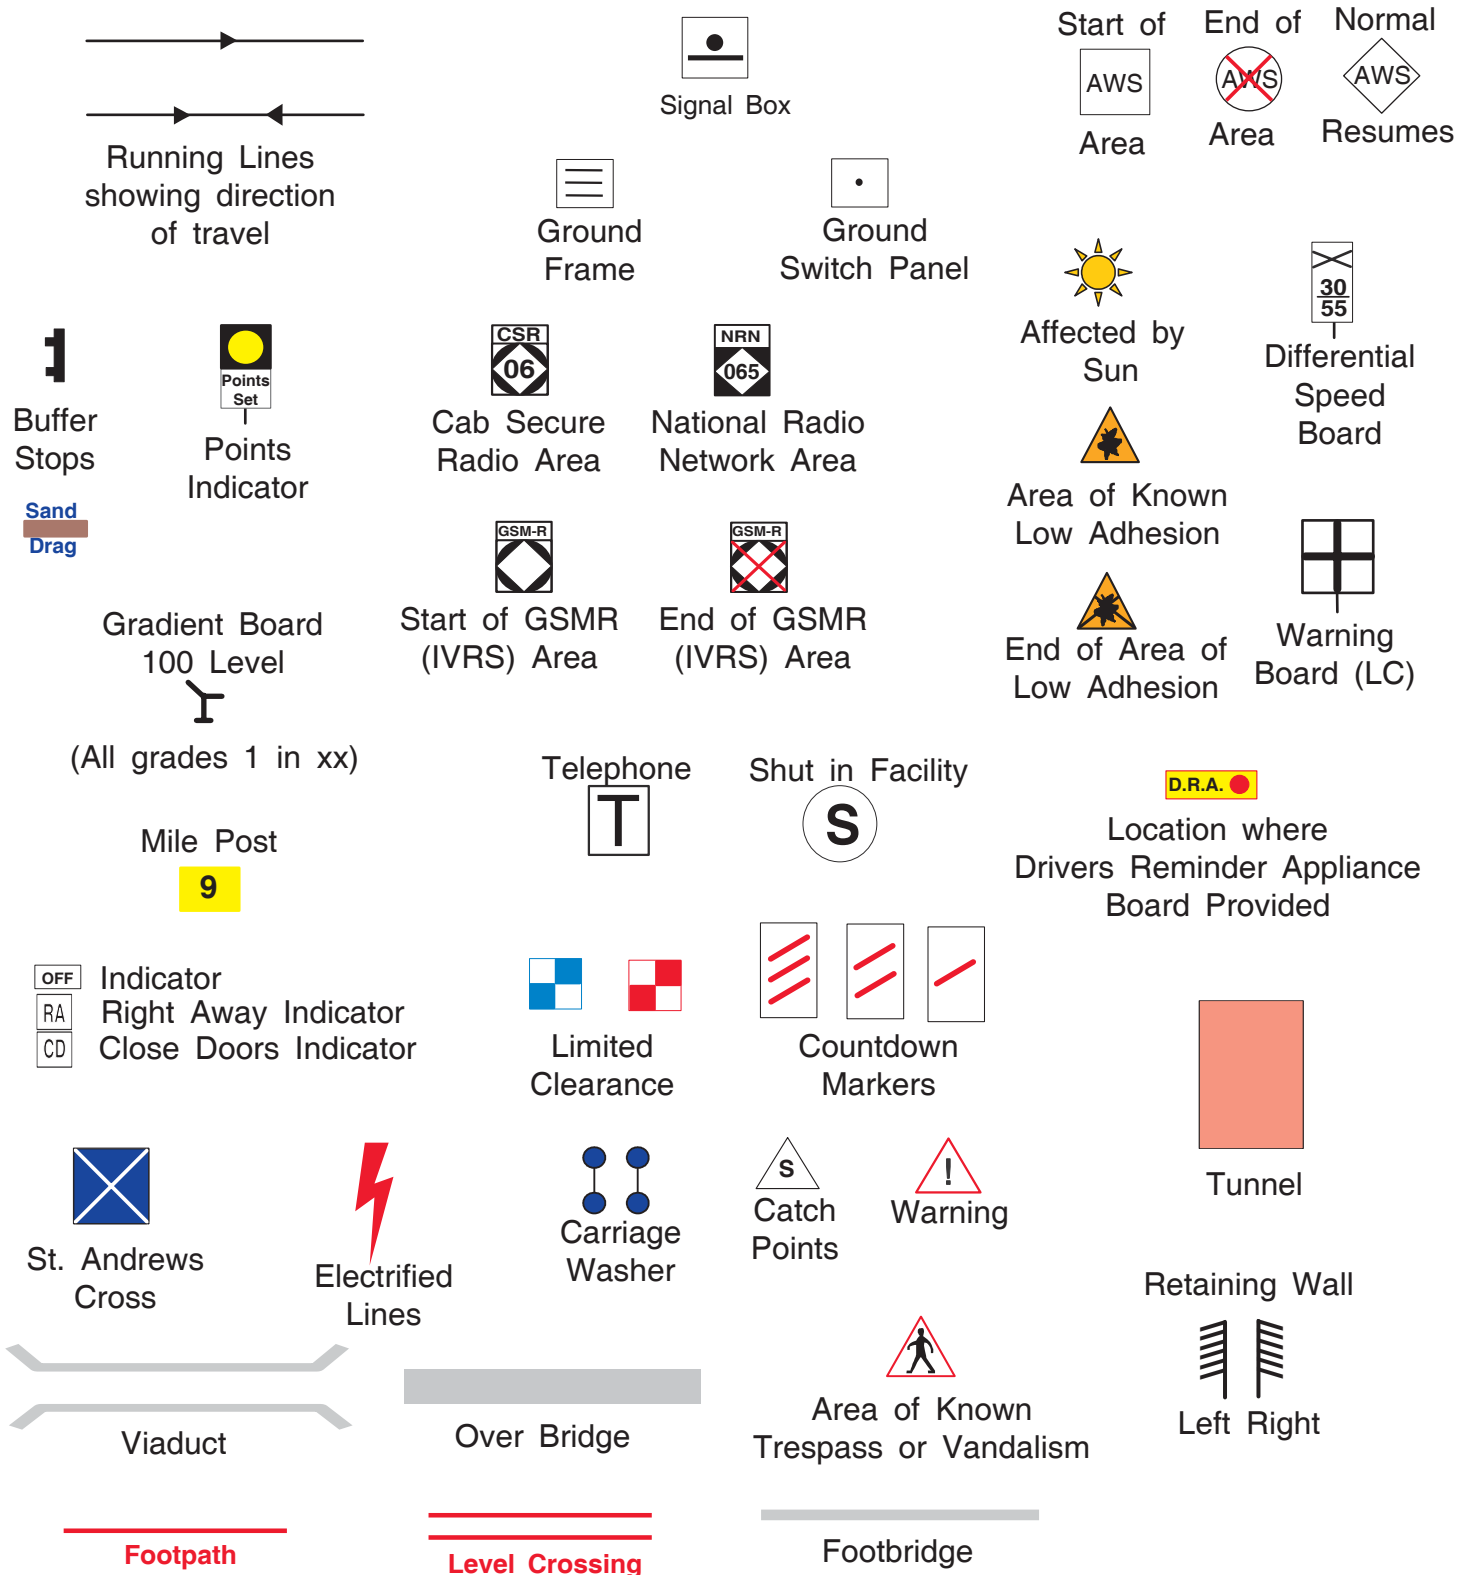 Running Lines
showing direction
of travel
Signal Box
Start of
AWS
Area
End of
AWS
Area
Normal
AWS
Resumes
Ground
Frame
Ground
Switch Panel
Affected by
Sun
30
55
Differential
Speed
Board
Buffer
Stops
Points
Set
Points
Indicator
CSR
06
Cab Secure
Radio Area
NRN
065
National Radio
Network Area
Area of Known
Low Adhesion
Sand
Drag
GSM-R
Start of GSMR
(IVRS) Area
GSM-R
End of GSMR
(IVRS) Area
End of Area of
Low Adhesion
Warning
Board (LC)
Gradient Board
100 Level
(All grades 1 in xx)
Telephone
T
Shut in Facility
S
D.R.A.
Location where
Drivers Reminder Appliance
Board Provided
Mile Post
9
OFF Indicator
RA Right Away Indicator
CD Close Doors Indicator
Limited
Clearance
Countdown
Markers
Tunnel
St. Andrews
Cross
Electrified
Lines
Carriage
Washer
S
Catch
Points
!
Warning
Retaining Wall
Left Right
Viaduct
Over Bridge
Area of Known
Trespass or Vandalism
Footpath
Level Crossing
Footbridge